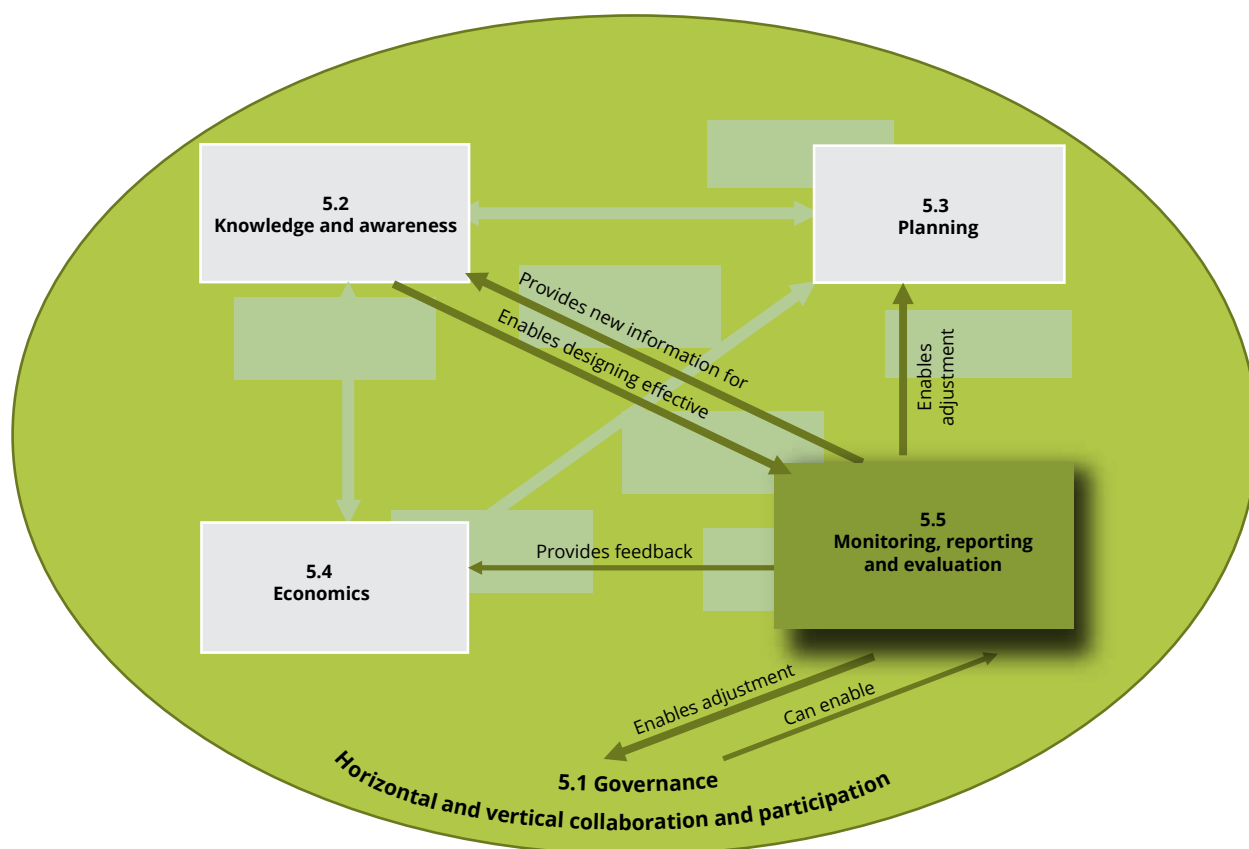 5.2
Knowledge and awareness
5.3
Planning
Provides new information for
Enables designing effective
Enables
adjustment
5.4
Economics
Provides feedback
5.5
Monitoring, reporting
and evaluation
Enables adjustment
Can enable
5.1 Governance
Horizontal and vertical collaboration and participation